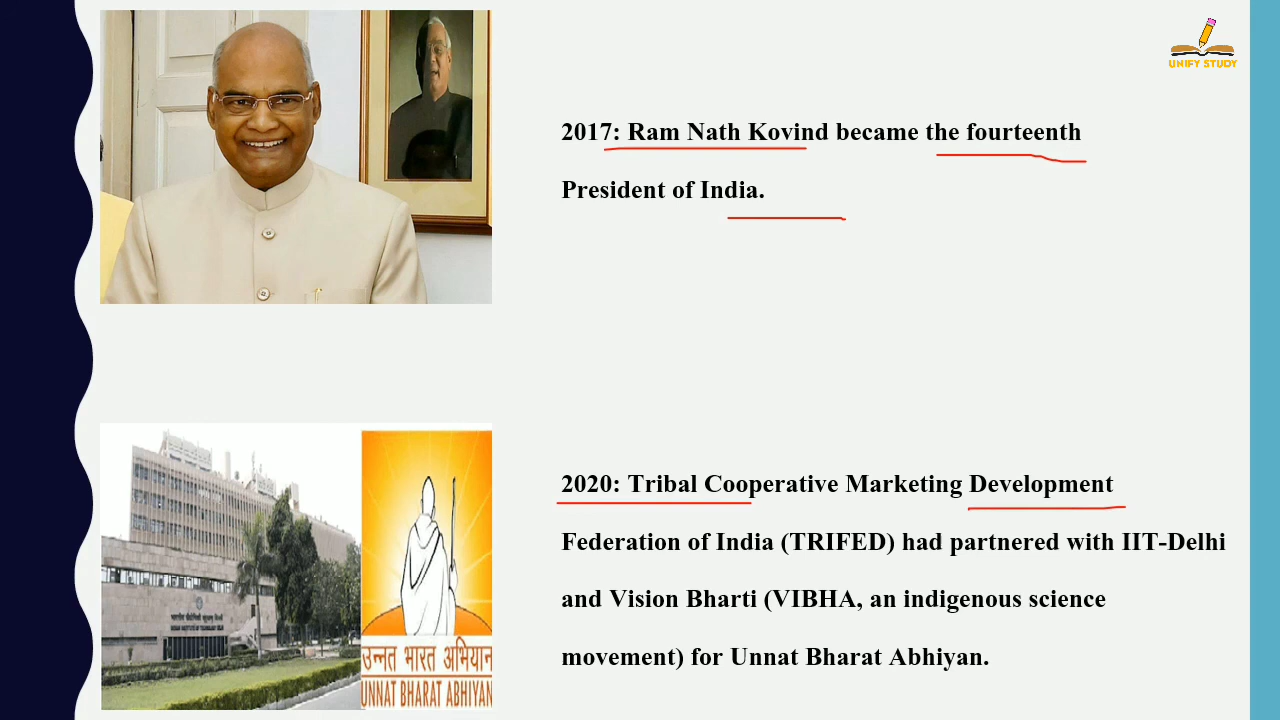 UNIFY STUDY
2017: Ram Nath Kovind became the fourteenth
President of India.
2020: Tribal Cooperative Marketing Development
Federation of India (TRIFED) had partnered with IIT-Delhi
and Vision Bharti (VIBHA, an indigenous science
movement) for Unnat Bharat Abhiyan.
उन्नत भारत अभियान
UNNAT BHARAT ABHIYAN